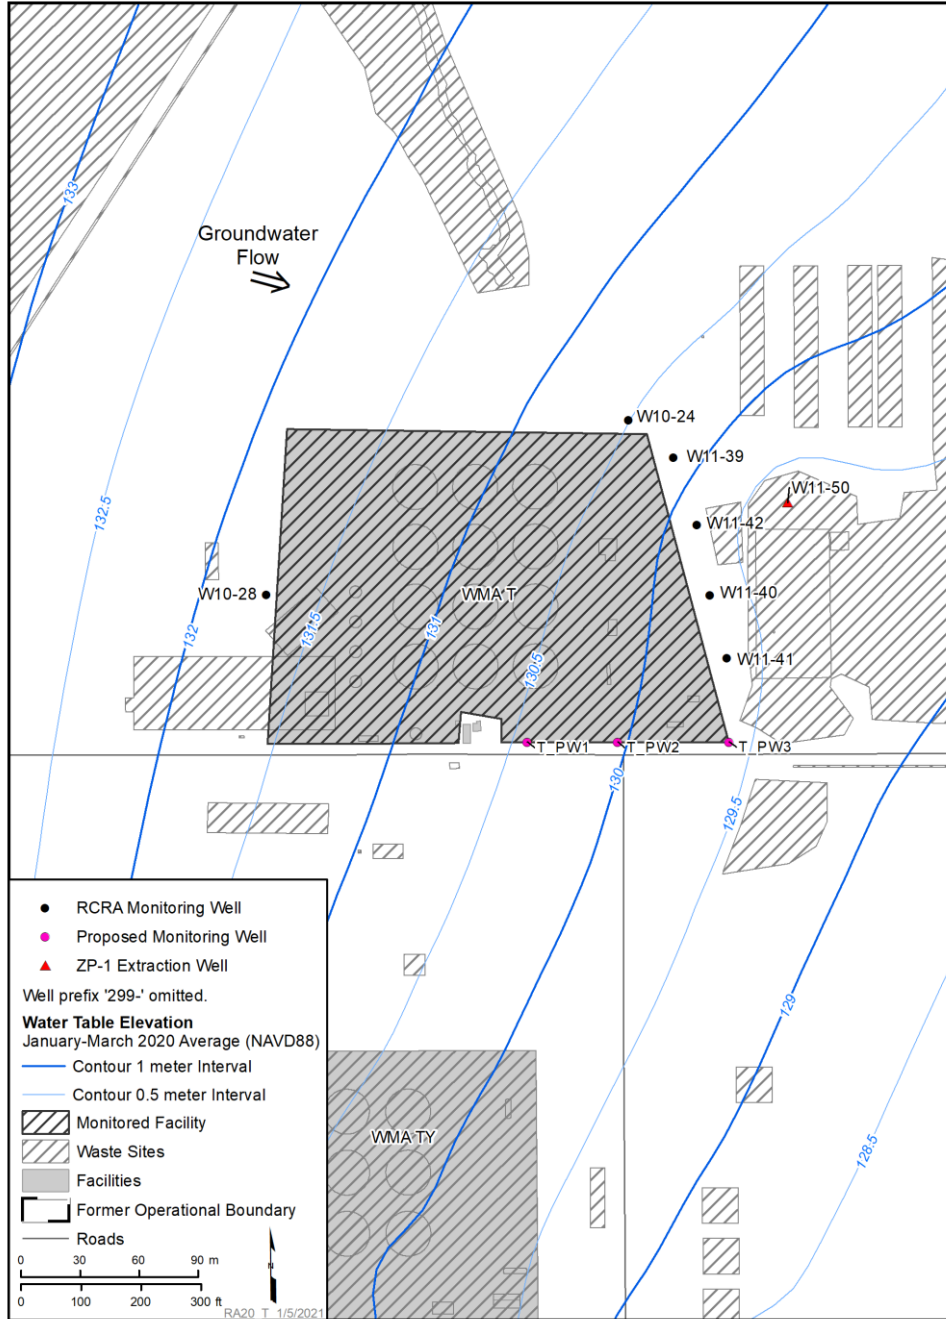 133
Groundwater
Flow
W10-24
W11-39
W11-50
132.5
W11-42
W10-28
WMA T
W11-40
132
131.5
131
130.5
W11-41
T_PW1
T_PW2
T_PW3
130
129.5
129
128.5
WMA TY
RCRA Monitoring Well
Proposed Monitoring Well
ZP-1 Extraction Well
Well prefix '299-' omitted.
Water Table Elevation
January-March 2020 Average (NAVD88)
Contour 1 meter Interval
Contour 0.5 meter Interval
Monitored Facility
Waste Sites
Facilities
Former Operational Boundary
Roads
0 30 60 90 m
0 100 200 300 ft
N
RA20_T_1/5/2021